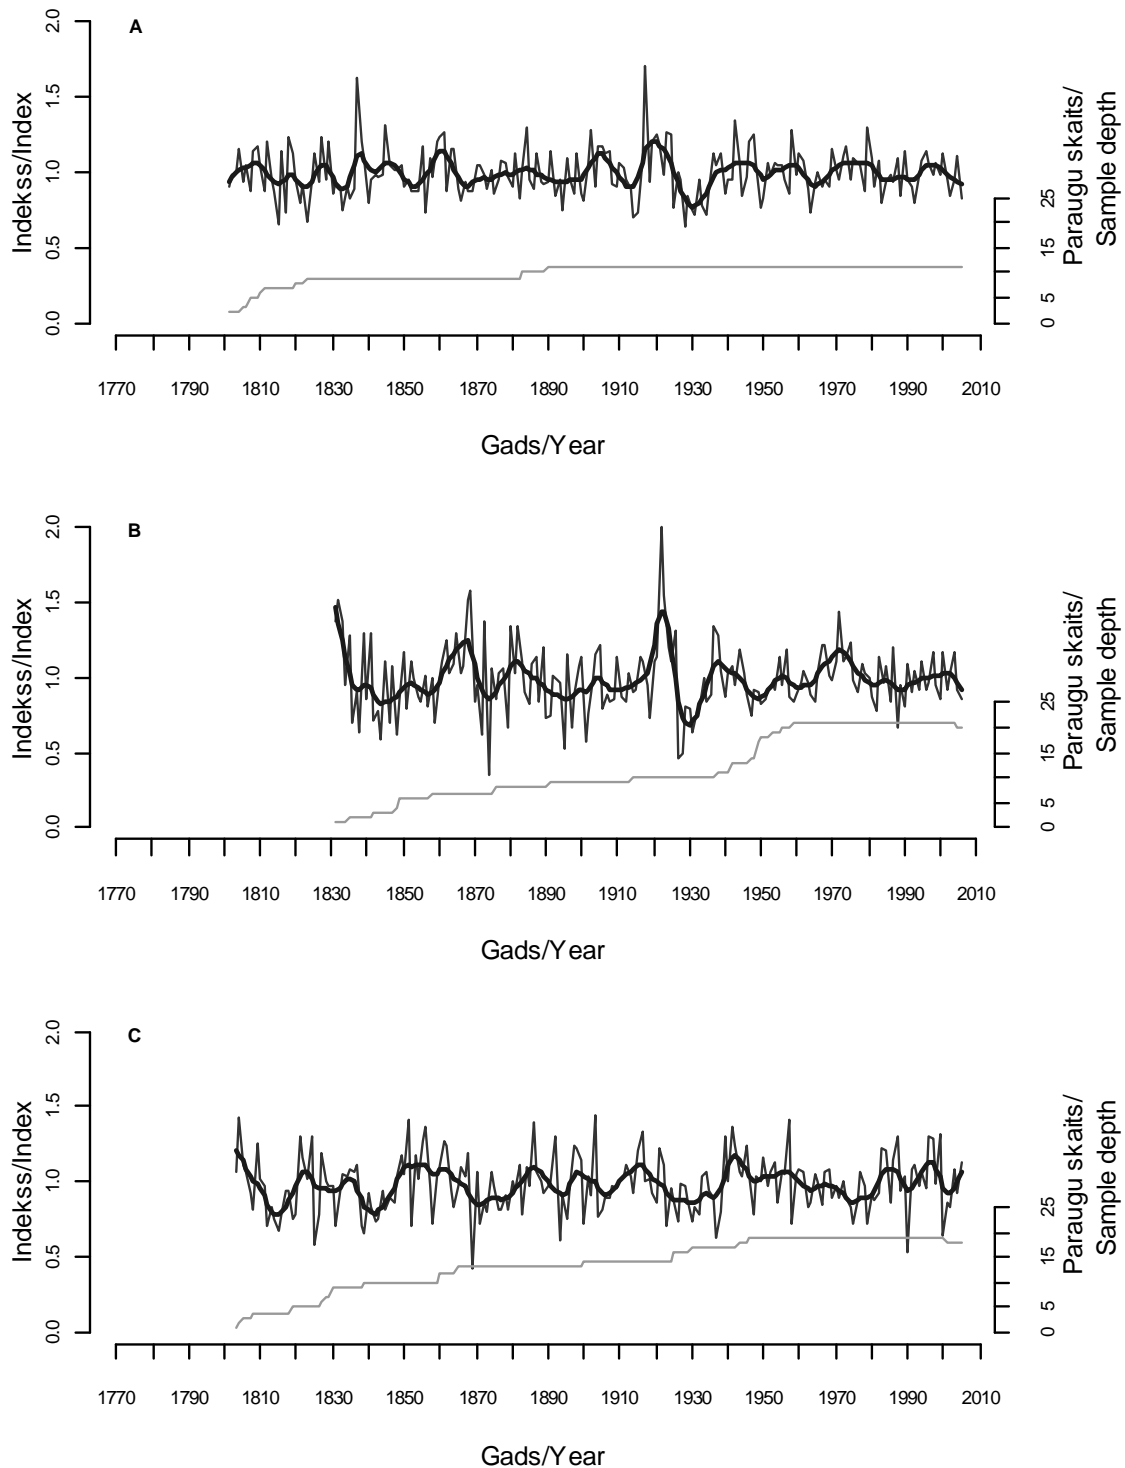 A
Indekss/Index
0.0 0.5 1.0 1.5 2.0
Paraugu skaits/
Sample depth
0 5 15 25
1770 1790 1810 1830 1850 1870 1890 1910 1930 1950 1970 1990 2010
Gads/Year
B
Indekss/Index
0.0 0.5 1.0 1.5 2.0
Paraugu skaits/
Sample depth
0 5 15 25
1770 1790 1830 1850 1870 1890 1910 1930 1950 1970 1990 2010
Gads/Year
C
Indekss/Index
0.0 0.5 1.0 1.5 2.0
Paraugu skaits/
Sample depth
0 5 15 25
1770 1790 1810 1830 1850 1870 1890 1910 1930 1950 1970 1990 2010
Gads/Year